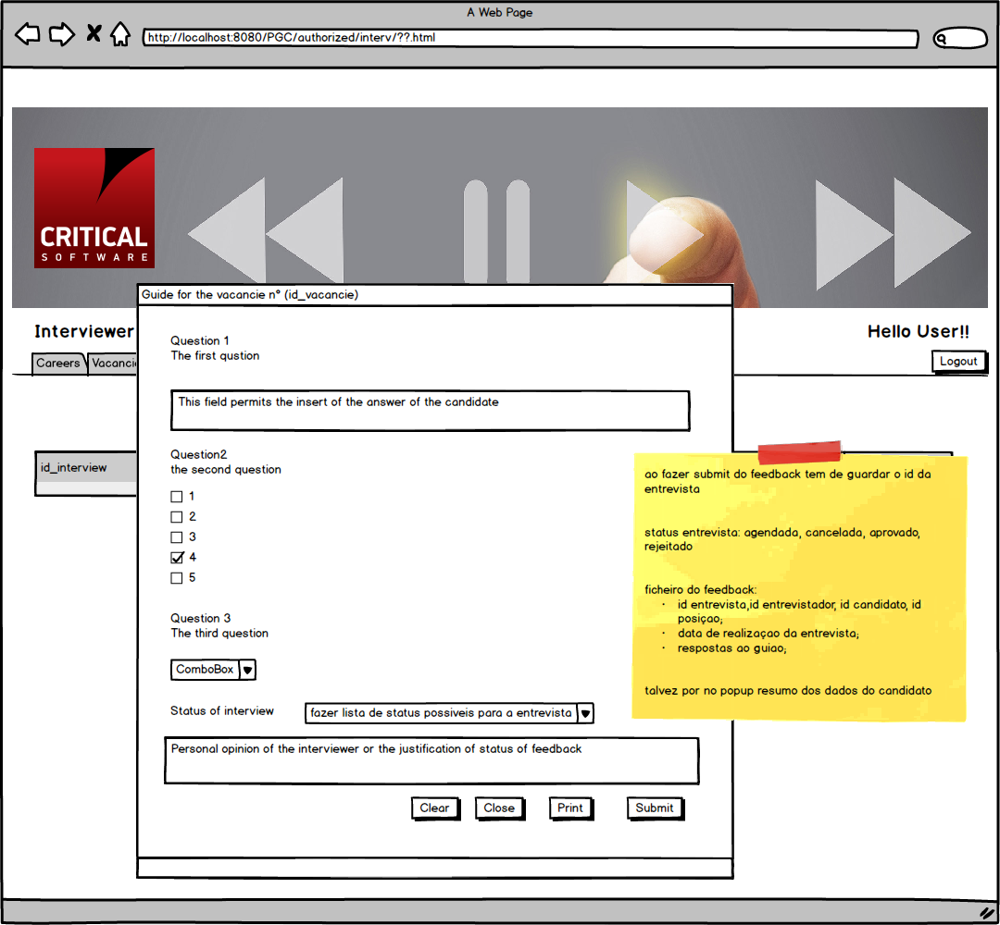 A Web Page
http://localhost:8080/PGC/authorized/interv/??.html
CRITICAL
SOFTWARE
Guide for the vacancie n° (id_vacancie)
Interviewer
Hello User!!
Careers
Vacancie
Logout
Question 1
The first qustion
This field permits the insert of the answer of the candidate
id_interview
Question2
the second question
1
2
3
4
5
Question 3
The third question
ComboBox
Status of interview
fazer lista de status possiveis para a entrevista
Personal opinion of the interviewer or the justification of status of feedback
Clear
Close
Print
Submit
ao fazer submit do feedback tem de guardar o id da
entrevista
status entrevista: agendada, cancelada, aprovado,
rejeitado
ficheiro do feedback:
· id entrevista,id entrevistador, id candidato, id
posiçao;
· data de realizaçao da entrevista;
· respostas ao guiao;
talvez por no popup resumo dos dados do candidato